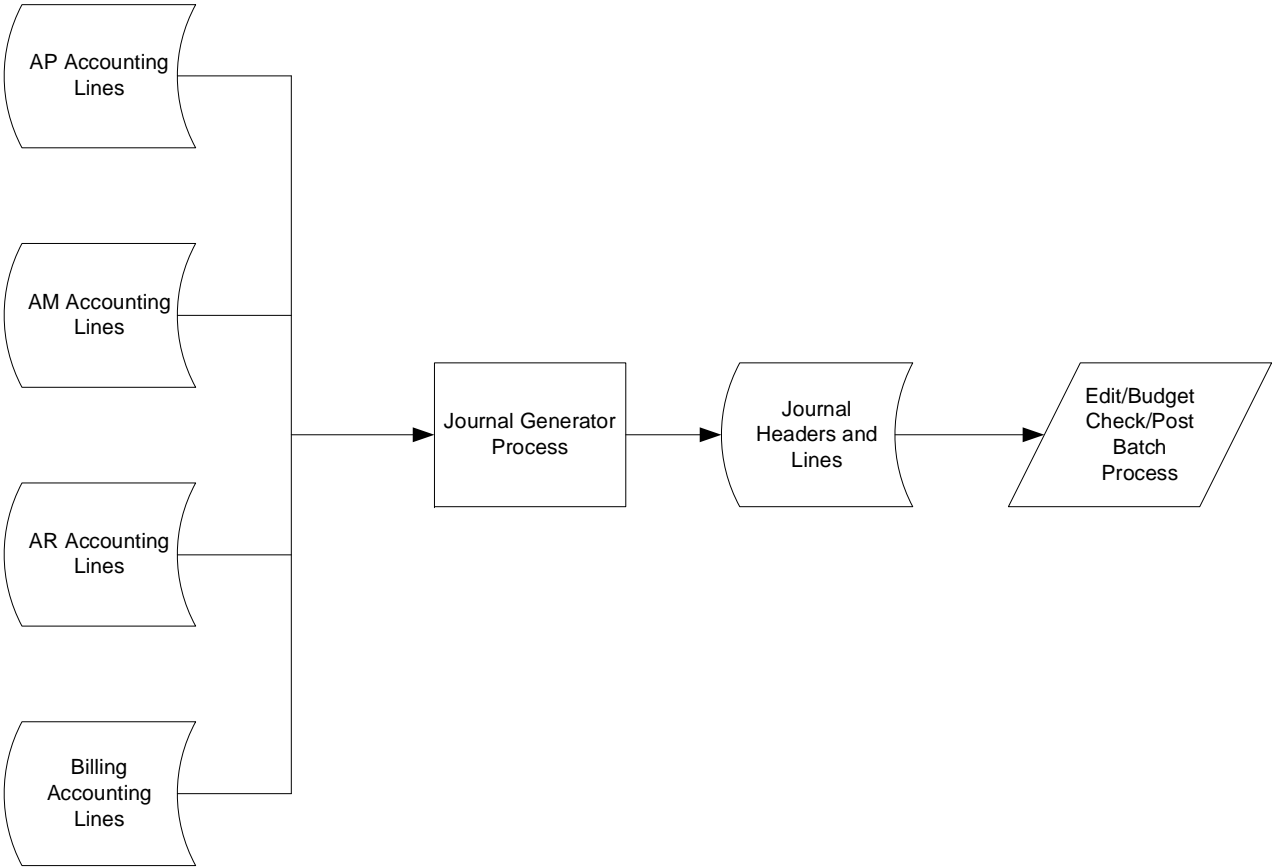 AP Accounting
Lines
AM Accounting
Lines
AR Accounting
Lines
Billing
Accounting
Lines
Journal Generator
Process
Journal
Headers and
Lines
Edit/Budget
Check/Post
Batch
Process